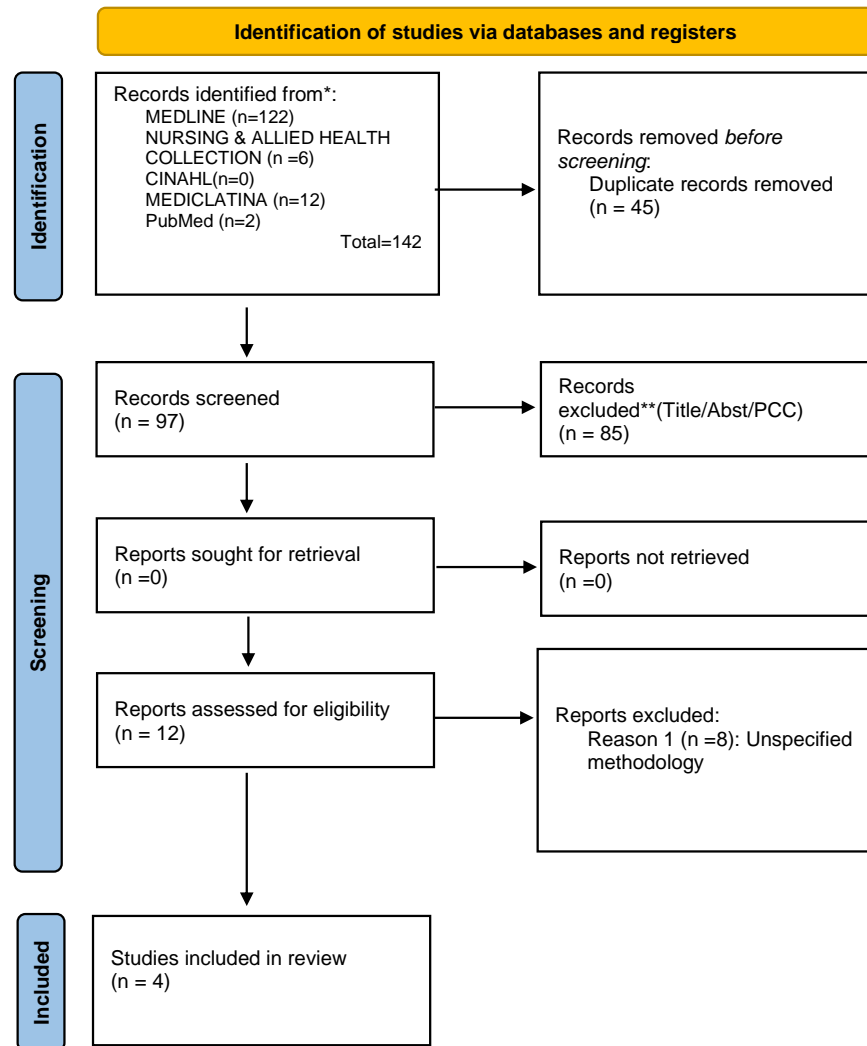 Identification of studies via databases and registers
Identification
Records identified from*:
MEDLINE (n=122)
NURSING & ALLIED HEALTH
COLLECTION (n =6)
CINAHL(n=0)
MEDICLATINA (n=12)
PubMed (n=2)
Total=142
Records removed before
screening:
Duplicate records removed
(n = 45)
Screening
Records screened
(n = 97)
Records
excluded**(Title/Abst/PCC)
(n = 85)
Reports sought for retrieval
(n =0)
Reports not retrieved
(n =0)
Reports assessed for eligibility
(n = 12)
Reports excluded:
Reason 1 (n =8): Unspecified
methodology
Included
Studies included in review
(n = 4)